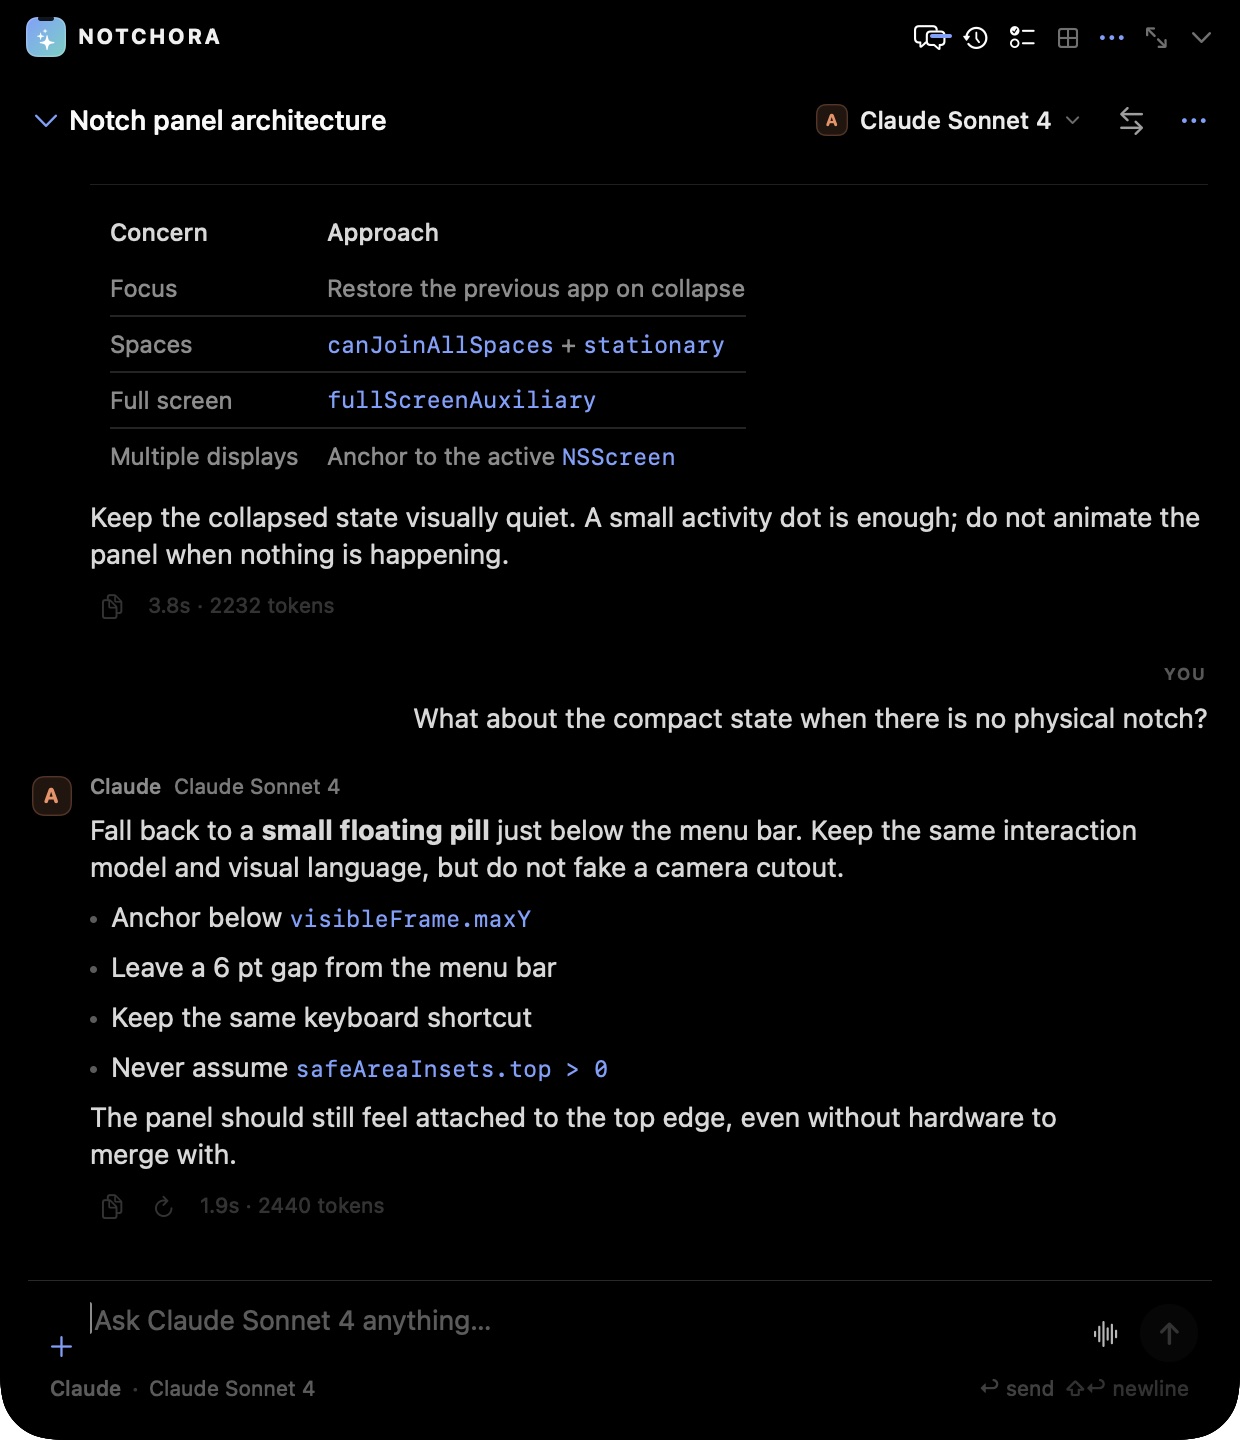 NOTCHORA
Notch panel architecture
A Claude Sonnet 4
Concern Approach
Focus Restore the previous app on collapse
Spaces canJoinAllSpaces + stationary
Full screen fullScreenAuxiliary
Multiple displays Anchor to the active NSScreen
Keep the collapsed state visually quiet. A small activity dot is enough; do not animate the
panel when nothing is happening.
3.8s · 2232 tokens
YOU
What about the compact state when there is no physical notch?
A Claude Claude Sonnet 4
Fall back to a small floating pill just below the menu bar. Keep the same interaction
model and visual language, but do not fake a camera cutout.
• Anchor below visibleFrame.maxY
• Leave a 6 pt gap from the menu bar
• Keep the same keyboard shortcut
• Never assume safeAreaInsets.top > 0
The panel should still feel attached to the top edge, even without hardware to
merge with.
1.9s · 2440 tokens
Ask Claude Sonnet 4 anything...
Claude · Claude Sonnet 4
send newline